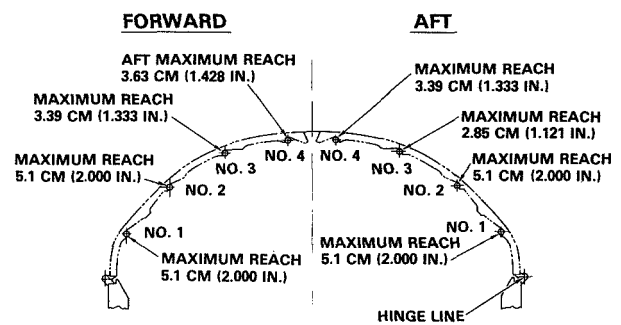 FORWARD
AFT
AFT MAXIMUM REACH
3.63 CM (1.428 IN.)
MAXIMUM REACH
3.39 CM (1.333 IN.)
MAXIMUM REACH
3.39 CM (1.333 IN.)
MAXIMUM REACH
2.85 CM (1.121 IN.)
MAXIMUM REACH
5.1 CM (2.000 IN.)
MAXIMUM REACH
5.1 CM (2.000 IN.)
NO. 4
NO. 4
NO. 3
NO. 3
NO. 2
NO. 2
NO. 1
NO. 1
MAXIMUM REACH
5.1 CM (2.000 IN.)
MAXIMUM REACH
5.1 CM (2.000 IN.)
HINGE LINE